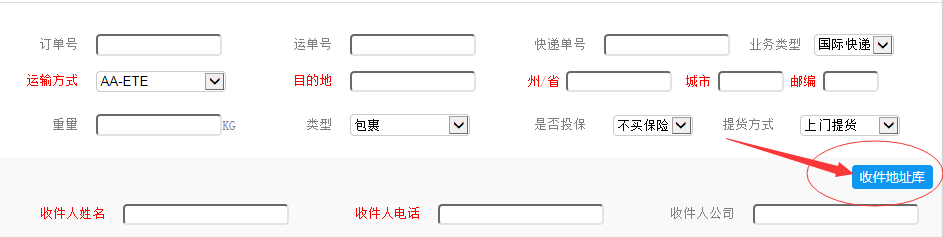 订单号 运单号 快递单号 业务类型 国际快递
运输方式 AA-ETE 目的地 州/省 城市 邮编
重量 KG 类型 包裹 是否投保 不买保险 提货方式 上门提货
收件地址库
收件人姓名 收件人电话 收件人公司